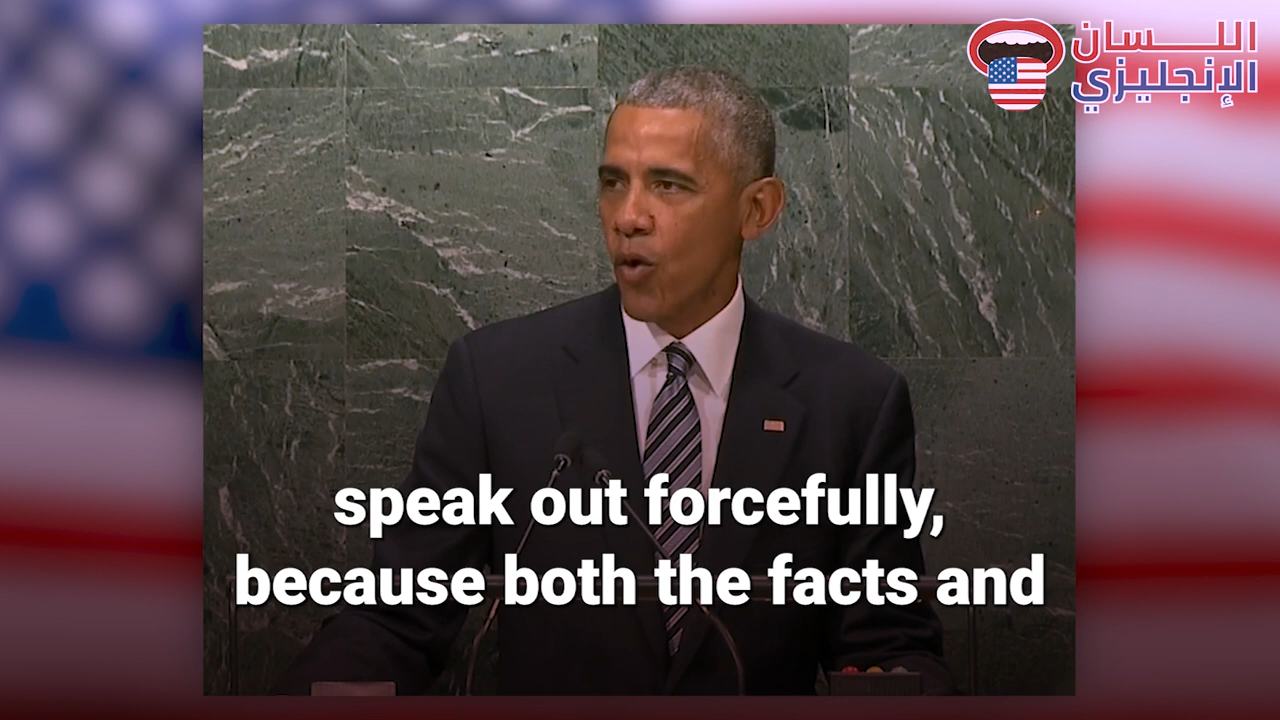 اللسان
الإنجليزي
speak out forcefully,
because both the facts and